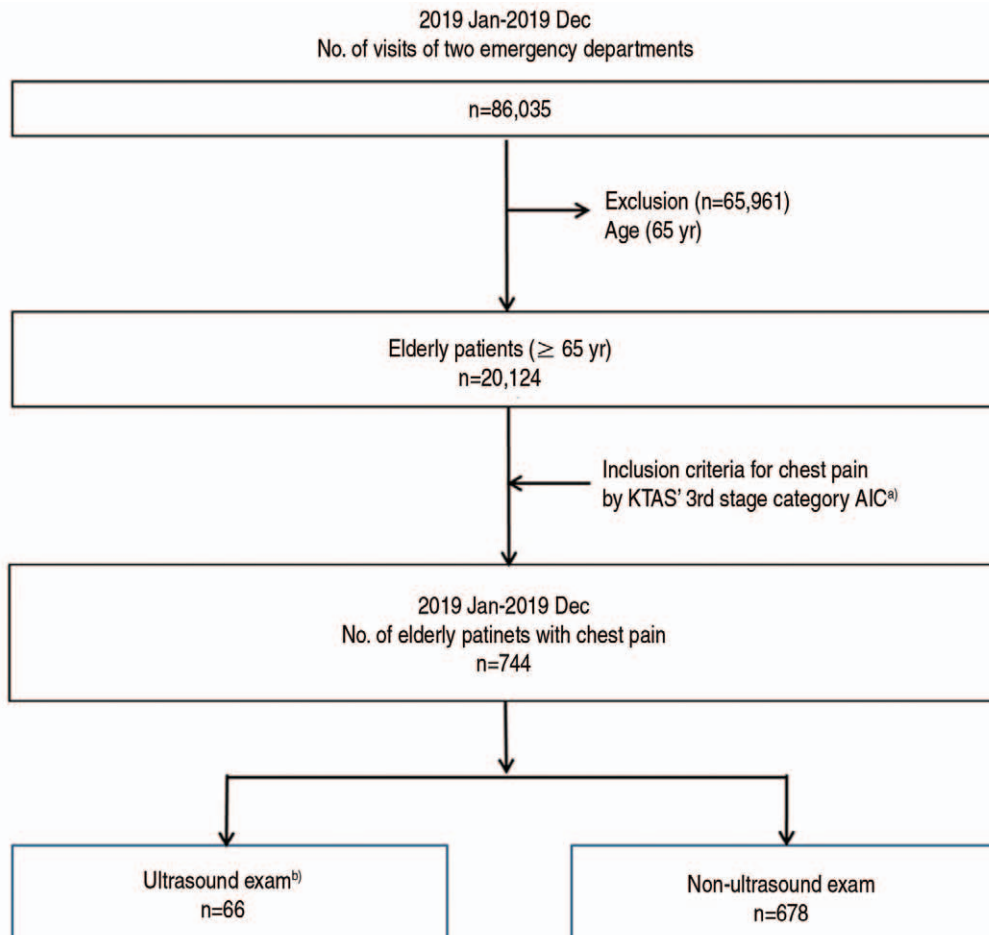 2019 Jan-2019 Dec
No. of visits of two emergency departments
n=86,035
Exclusion (n=65,961)
Age (65 yr)
Elderly patients (≥ 65 yr)
n=20,124
Inclusion criteria for chest pain
by KTAS' 3rd stage category AICa)
2019 Jan-2019 Dec
No. of elderly patinets with chest pain
n=744
Ultrasound examb)
n=66
Non-ultrasound exam
n=678